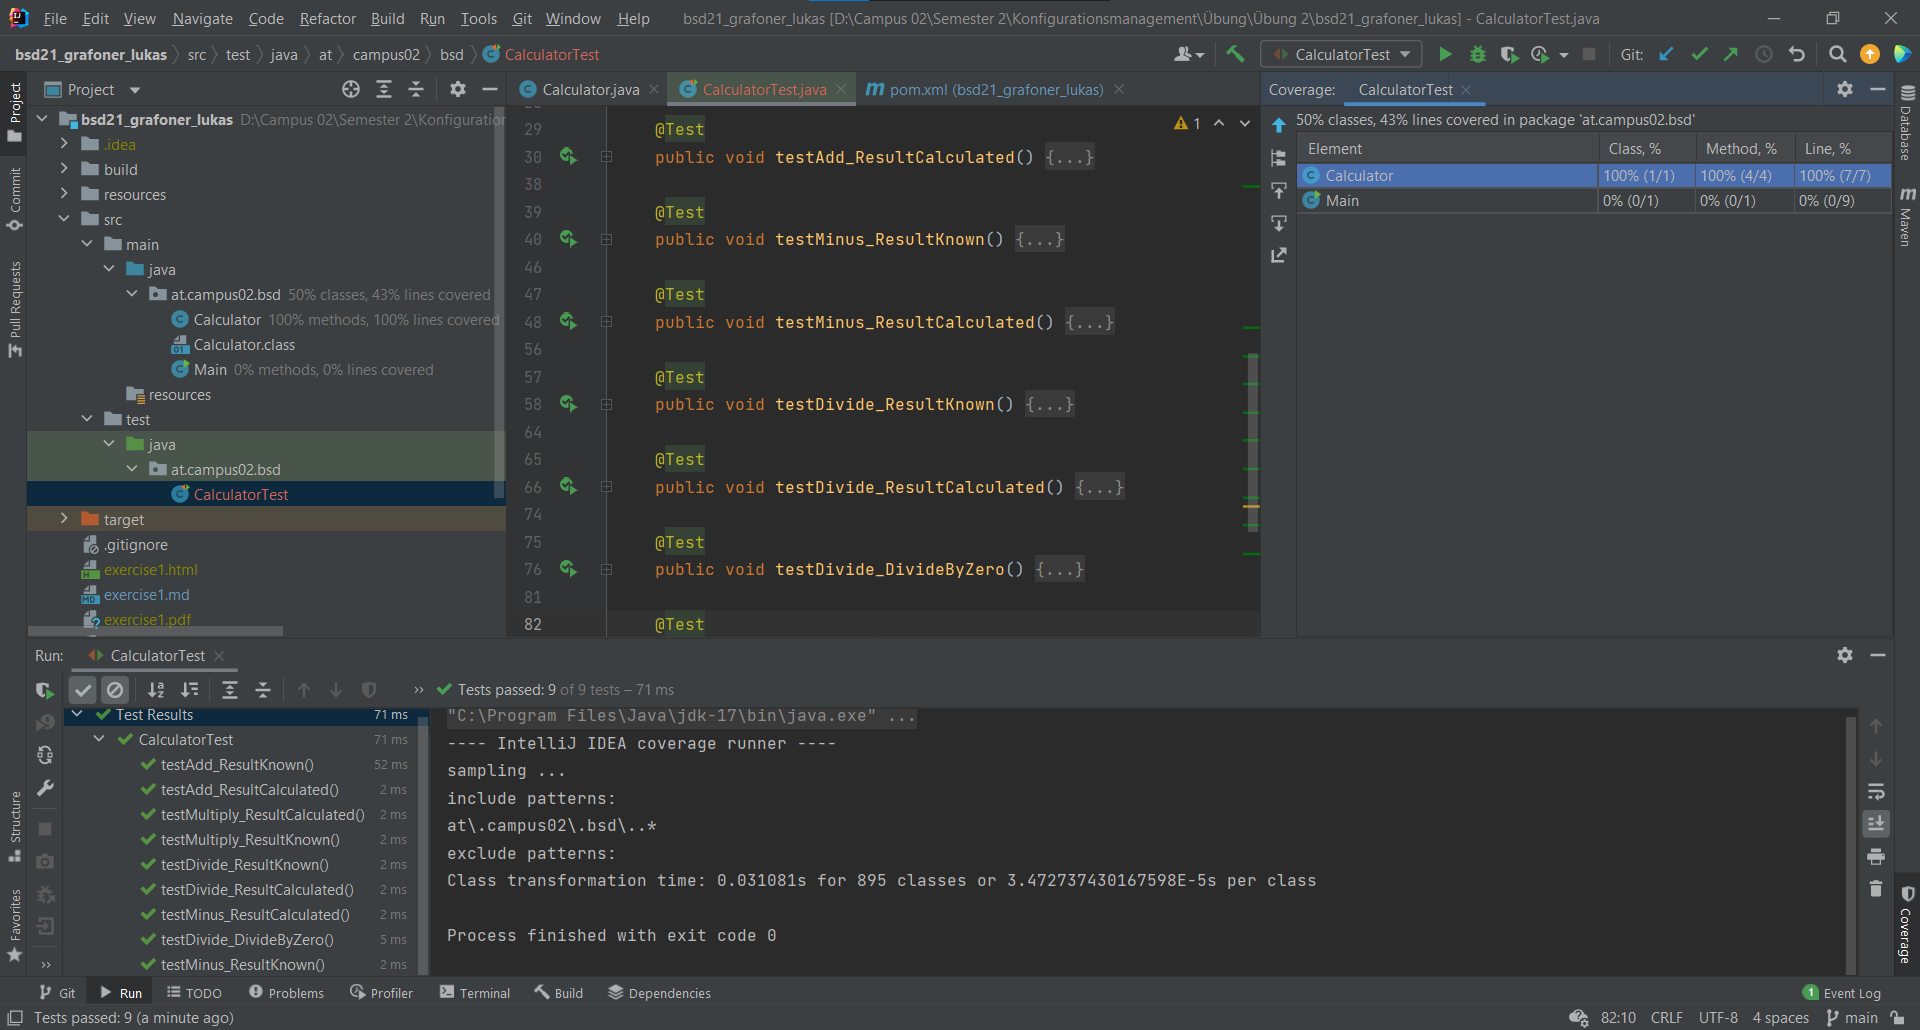 File Edit View Navigate Code Refactor Build Run Tools Git Window Help bsd21_grafoner_lukas [D:\Campus 02\Semester 2\Konfigurationsmanagement\Übung\Übung 2\bsd21_grafoner_lukas] - CalculatorTest.java
bsd21_grafoner_lukas src test java at campus02 bsd CalculatorTest CalculatorTest Git:
Project
Commit
Pull Requests
Structure
Favorites
Project
bsd21_grafoner_lukas D:\Campus 02\Semester 2\Konfiguration
.idea
build
resources
src
main
java
at.campus02.bsd 50% classes, 43% lines covered
Calculator 100% methods, 100% lines covered
Calculator.class
Main 0% methods, 0% lines covered
resources
test
java
at.campus02.bsd
CalculatorTest
target
.gitignore
exercise1.html
exercise1.md
exercise1.pdf
Calculator.java CalculatorTest.java pom.xml (bsd21_grafoner_lukas)
1
29 @Test
30 public void testAdd_ResultCalculated() {...}
38
39 @Test
40 public void testMinus_ResultKnown() {...}
46
47 @Test
48 public void testMinus_ResultCalculated() {...}
56
57 @Test
58 public void testDivide_ResultKnown() {...}
64
65 @Test
66 public void testDivide_ResultCalculated() {...}
74
75 @Test
76 public void testDivide_DivideByZero() {...}
81
82 @Test
Coverage: CalculatorTest
50% classes, 43% lines covered in package 'at.campus02.bsd'
Element Class, % Method, % Line, %
Calculator 100% (1/1) 100% (4/4) 100% (7/7)
Main 0% (0/1) 0% (0/1) 0% (0/9)
Database
Maven
Coverage
Run: CalculatorTest
Tests passed: 9 of 9 tests – 71 ms
Test Results 71 ms
CalculatorTest 71 ms
testAdd_ResultKnown() 52 ms
testAdd_ResultCalculated() 2 ms
testMultiply_ResultCalculated() 2 ms
testMultiply_ResultKnown() 2 ms
testDivide_ResultKnown() 2 ms
testDivide_ResultCalculated() 2 ms
testMinus_ResultCalculated() 2 ms
testDivide_DivideByZero() 5 ms
testMinus_ResultKnown() 2 ms
"C:\Program Files\Java\jdk-17\bin\java.exe" ...
---- IntelliJ IDEA coverage runner ----
sampling ...
include patterns:
at\.campus02\.bsd\..*
exclude patterns:
Class transformation time: 0.031081s for 895 classes or 3.472737430167598E-5s per class
Process finished with exit code 0
Git Run TODO Problems Profiler Terminal Build Dependencies 1 Event Log
Tests passed: 9 (a minute ago) 82:10 CRLF UTF-8 4 spaces main